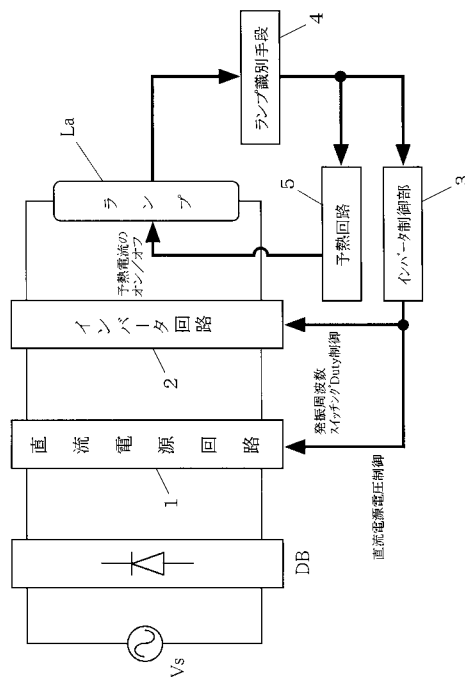 Vs
DB
直流電源回路
1
インバータ回路
2
ランプ
La
予熱電流の
オン/オフ
ランプ識別手段
4
予熱回路
5
インバータ制御部
3
発振周波数
スイッチングDuty制御
直流電源電圧制御